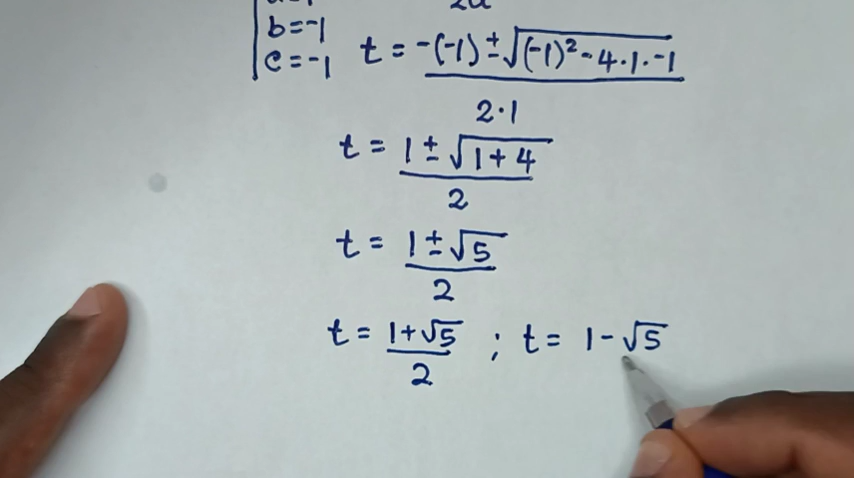 2a
b=-1
c=-1
t = -(-1) ± √(-1)² - 4·1·-1
2·1
t = 1 ± √1+4
2
t = 1 ± √5
2
t = 1+√5 ; t = 1-√5
2